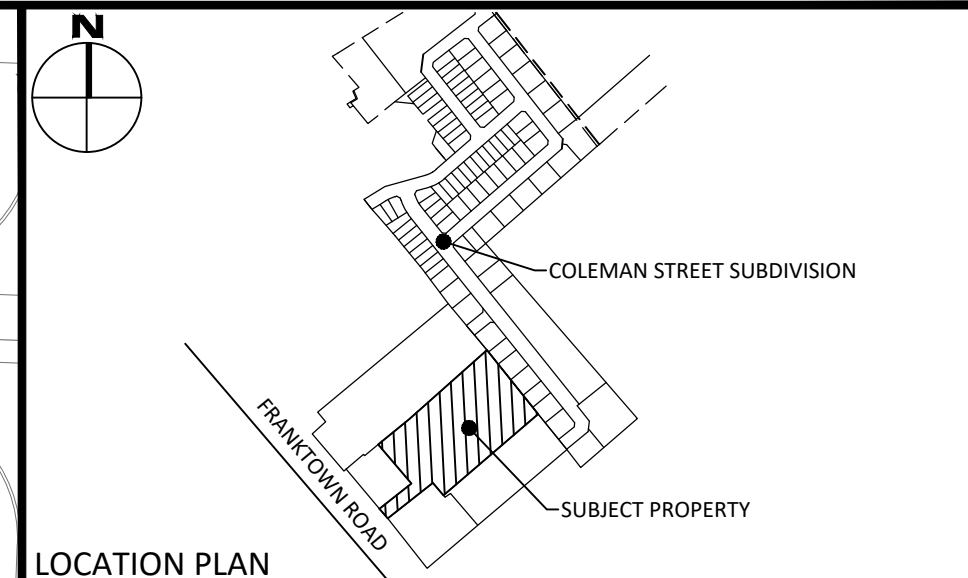 N
COLEMAN STREET SUBDIVISION
FRANKTOWN ROAD
SUBJECT PROPERTY
LOCATION PLAN